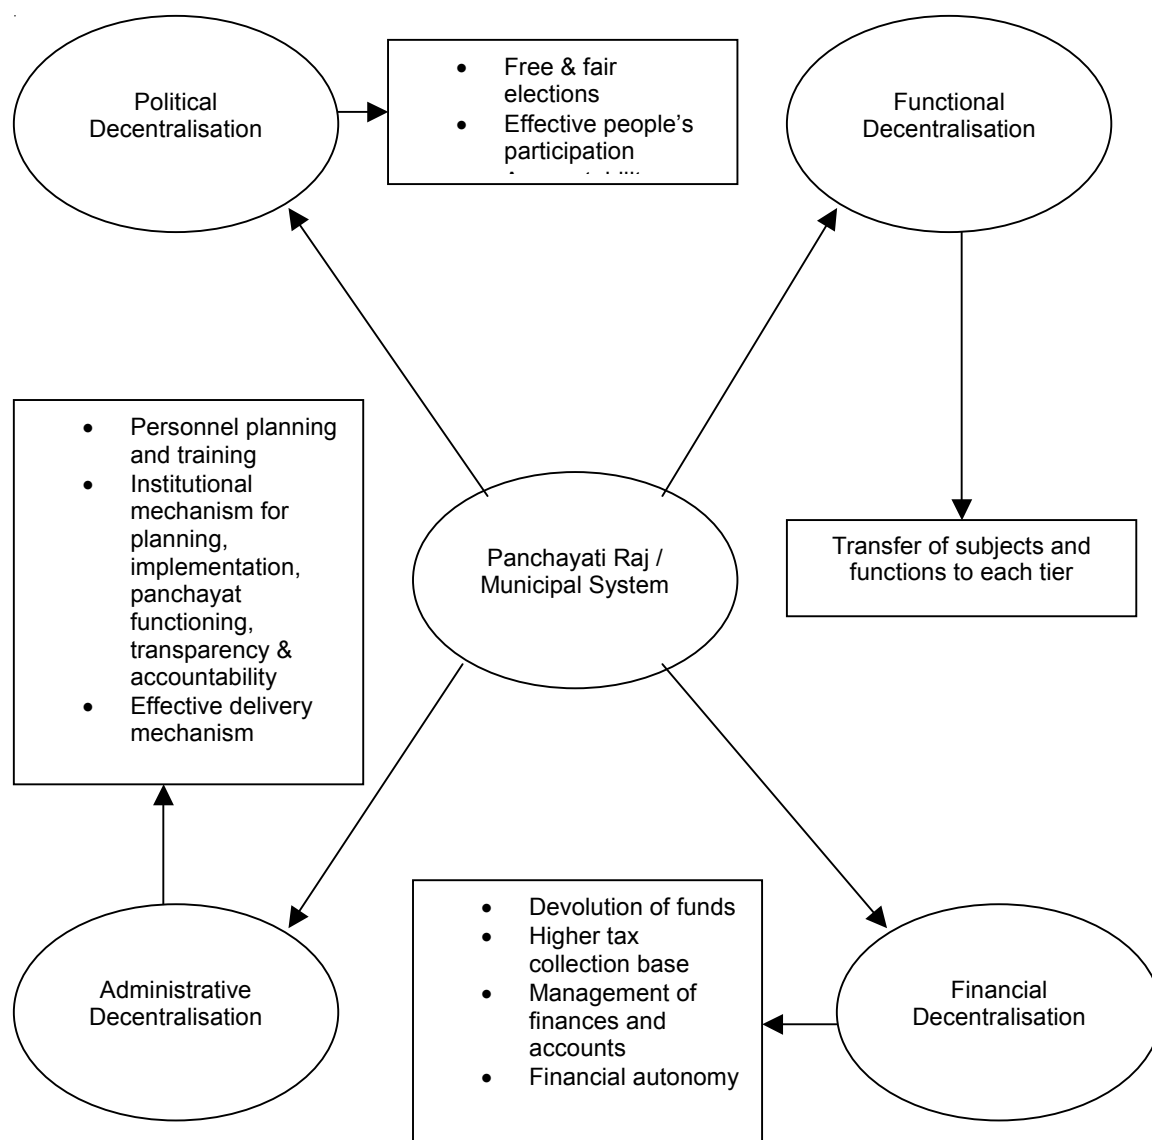 Political
Decentralisation
• Free & fair
elections
• Effective people's
participation
Functional
Decentralisation
• Personnel planning
and training
• Institutional
mechanism for
planning,
implementation,
panchayat
functioning,
transparency &
accountability
• Effective delivery
mechanism
Panchayati Raj /
Municipal System
Transfer of subjects and
functions to each tier
Administrative
Decentralisation
• Devolution of funds
• Higher tax
collection base
• Management of
finances and
accounts
• Financial autonomy
Financial
Decentralisation